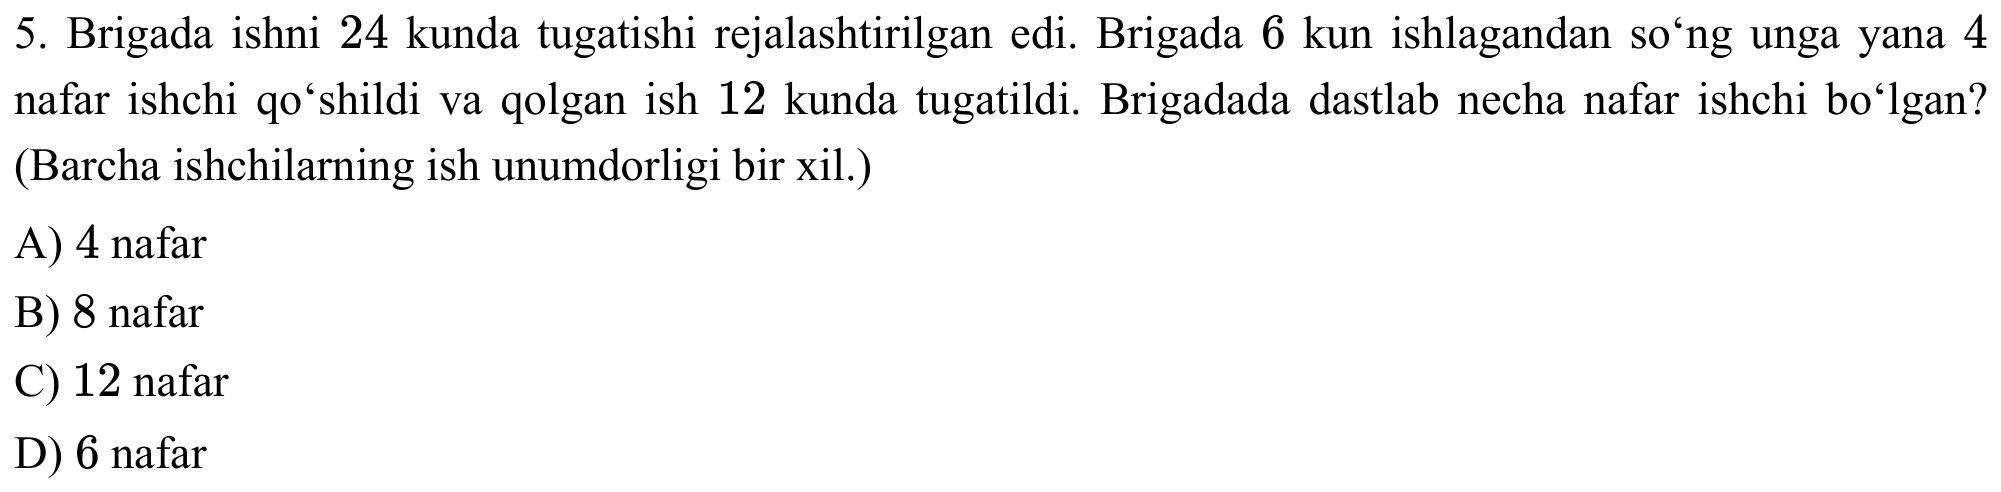 5. Brigada ishni 24 kunda tugatishi rejalashtirilgan edi. Brigada 6 kun ishlagandan so‘ng unga yana 4
nafar ishchi qo‘shildi va qolgan ish 12 kunda tugatildi. Brigadada dastlab necha nafar ishchi bo‘lgan?
(Barcha ishchilarning ish unumdorligi bir xil.)
A) 4 nafar
B) 8 nafar
C) 12 nafar
D) 6 nafar